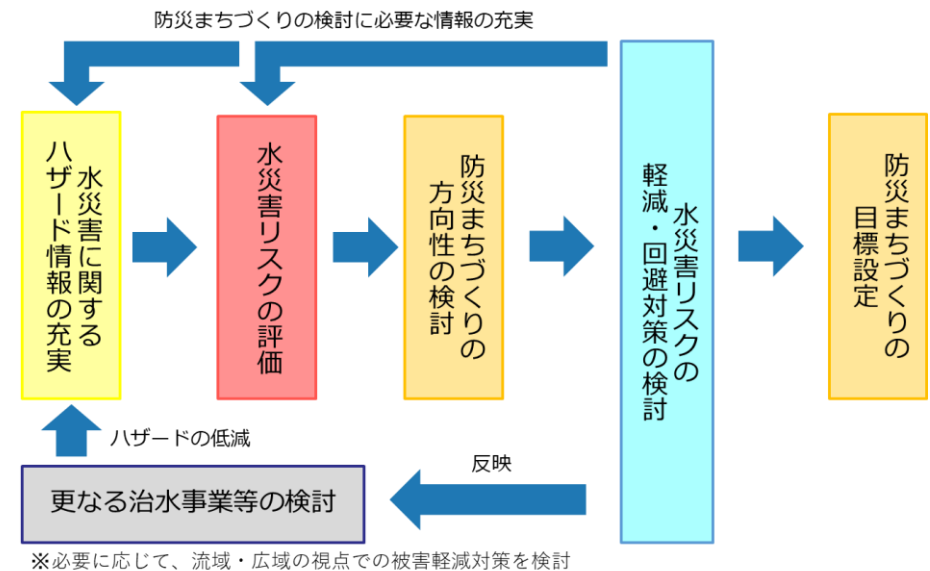 防災まちづくりの検討に必要な情報の充実
水災害に関する
ハザード情報の充実
水災害リスクの評価
防災まちづくりの
方向性の検討
水災害リスクの
軽減・回避対策の検討
防災まちづくりの
目標設定
ハザードの低減
反映
更なる治水事業等の検討
※必要に応じて、流域・広域の視点での被害軽減対策を検討